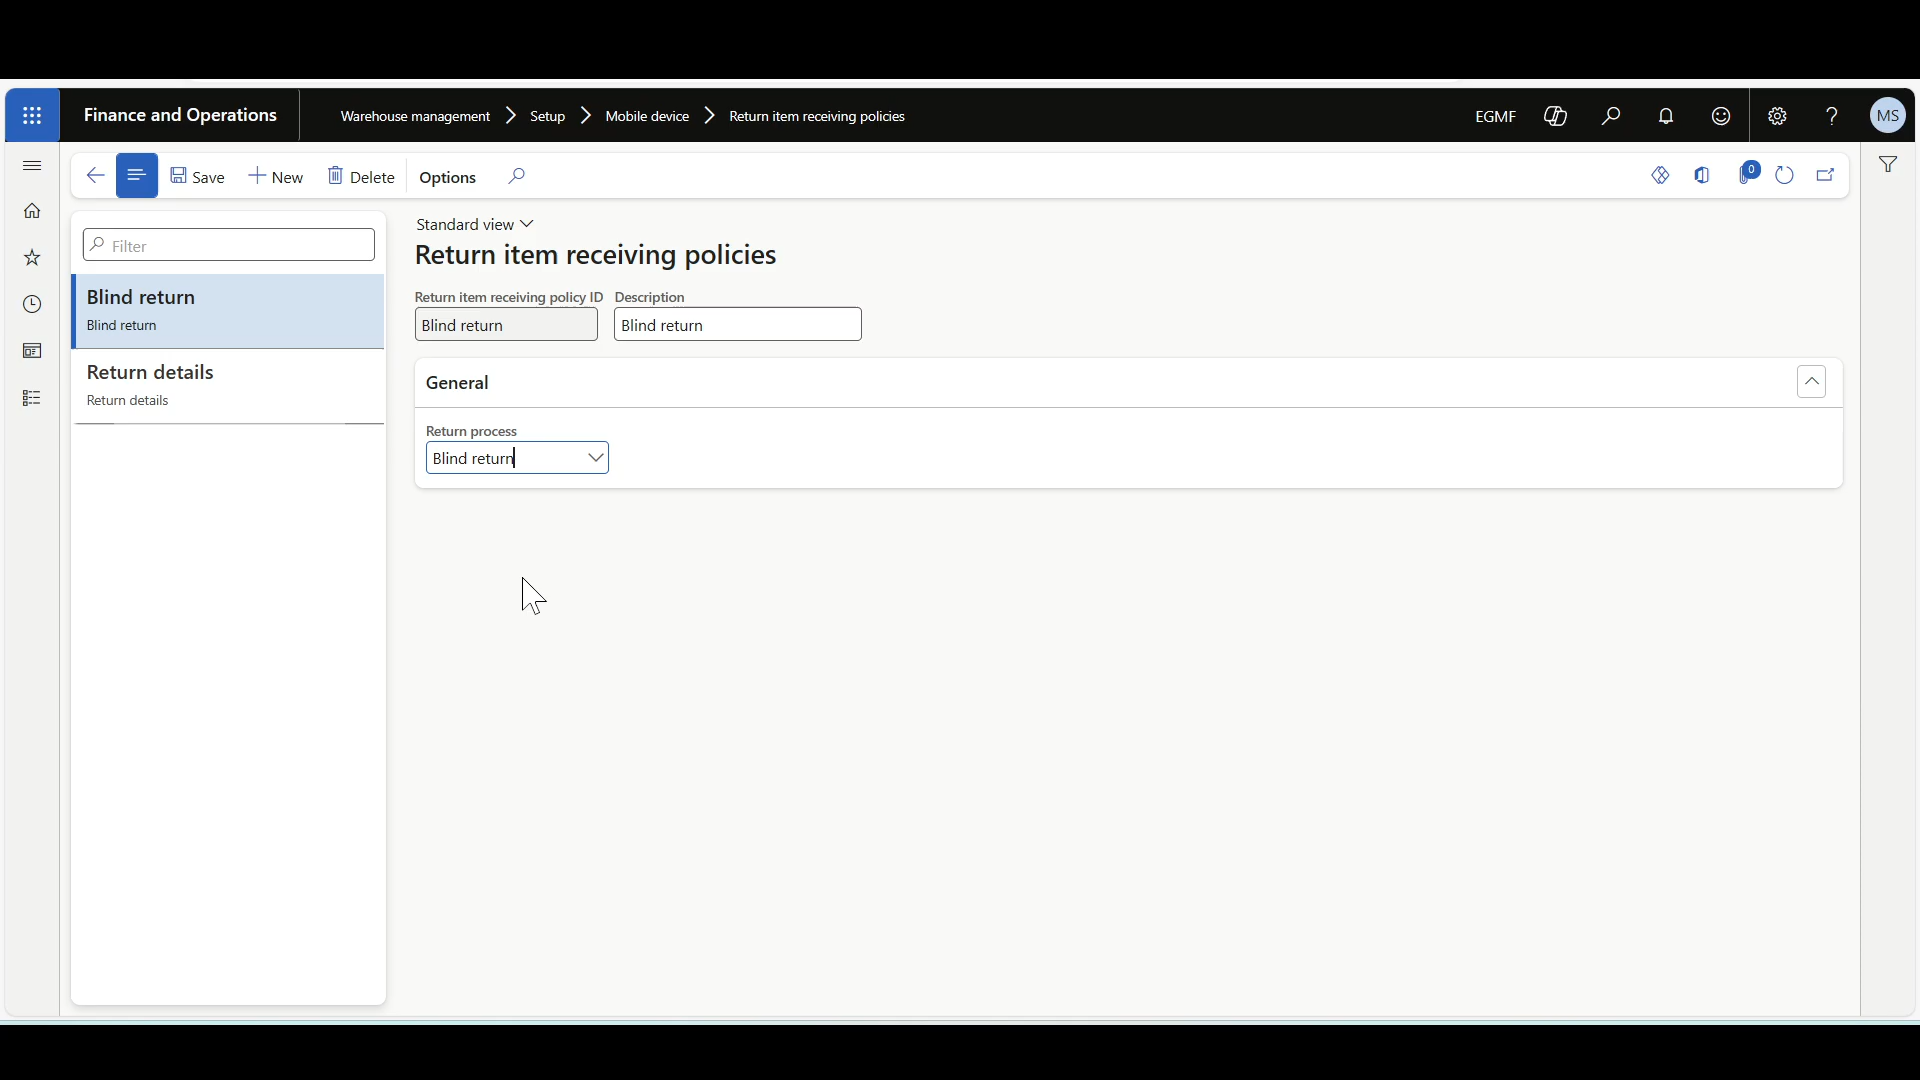 Finance and Operations
Warehouse management
Setup
Mobile device
Return item receiving policies
EGMF
?
MS
Save
New
Delete
Options
0
Filter
Blind return
Blind return
Return details
Return details
Standard view
Return item receiving policies
Return item receiving policy ID Description
Blind return Blind return
General
Return process
Blind return